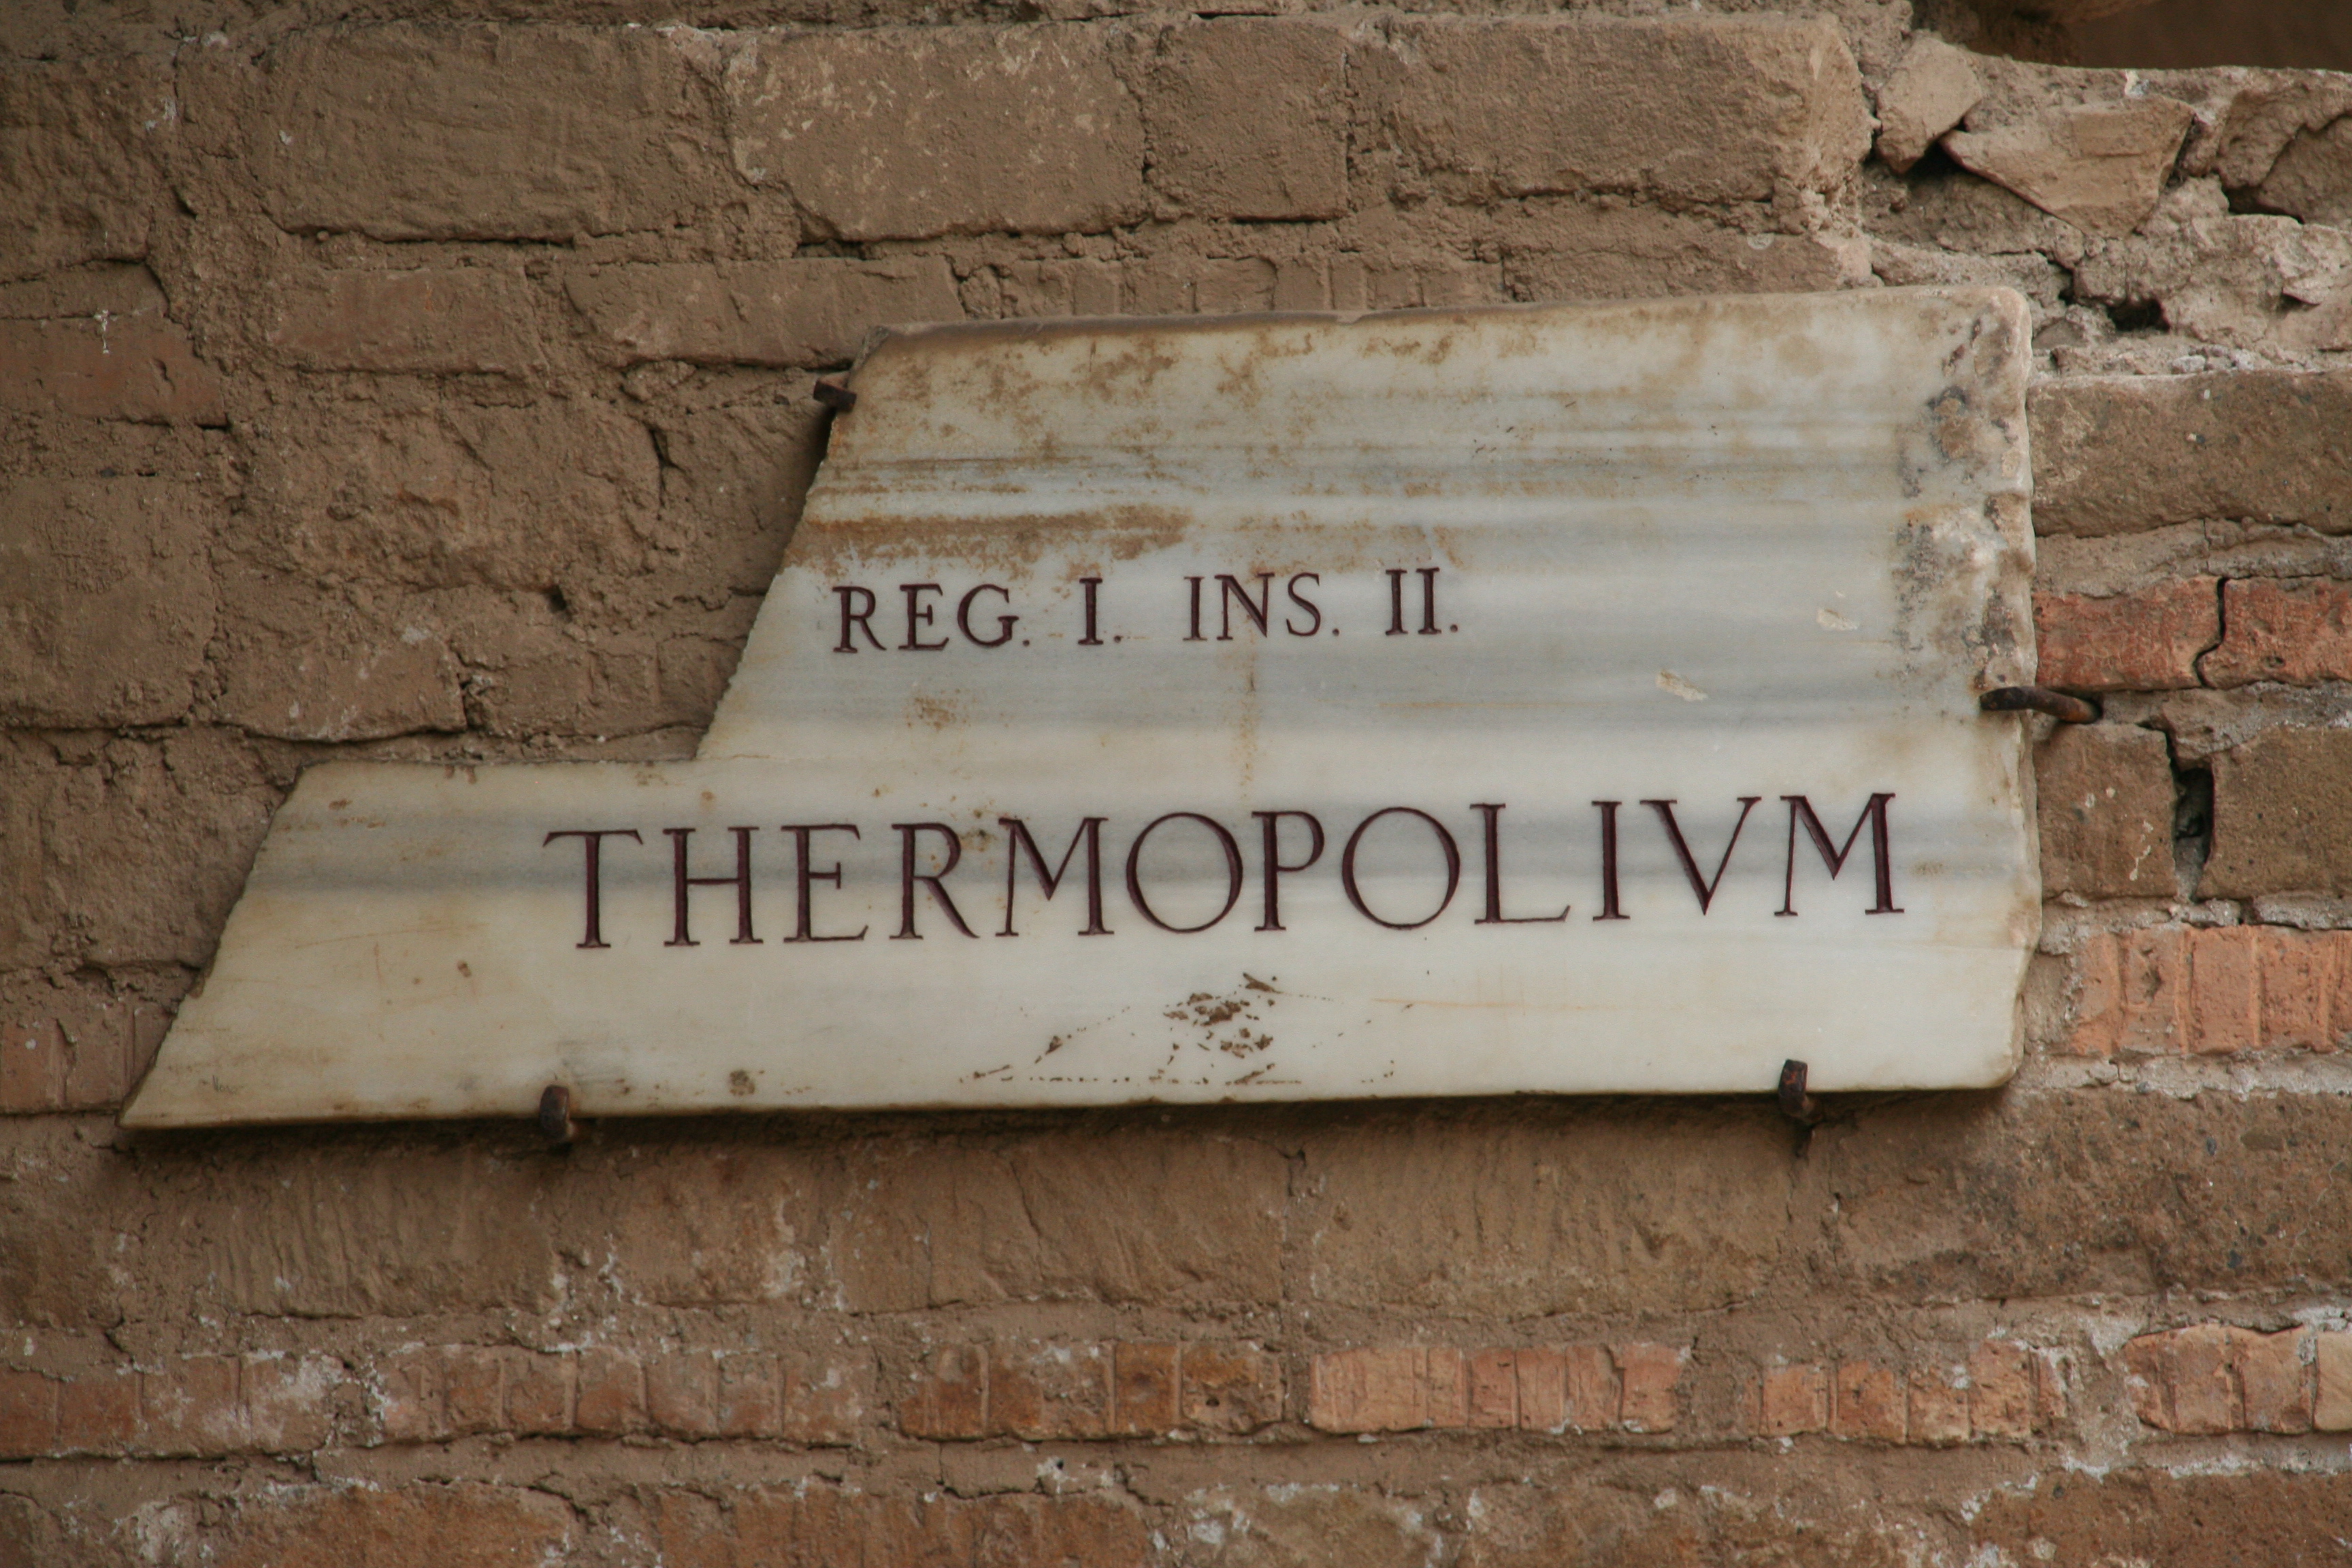 REG. I. INS. II.
THERMOPOLIVM